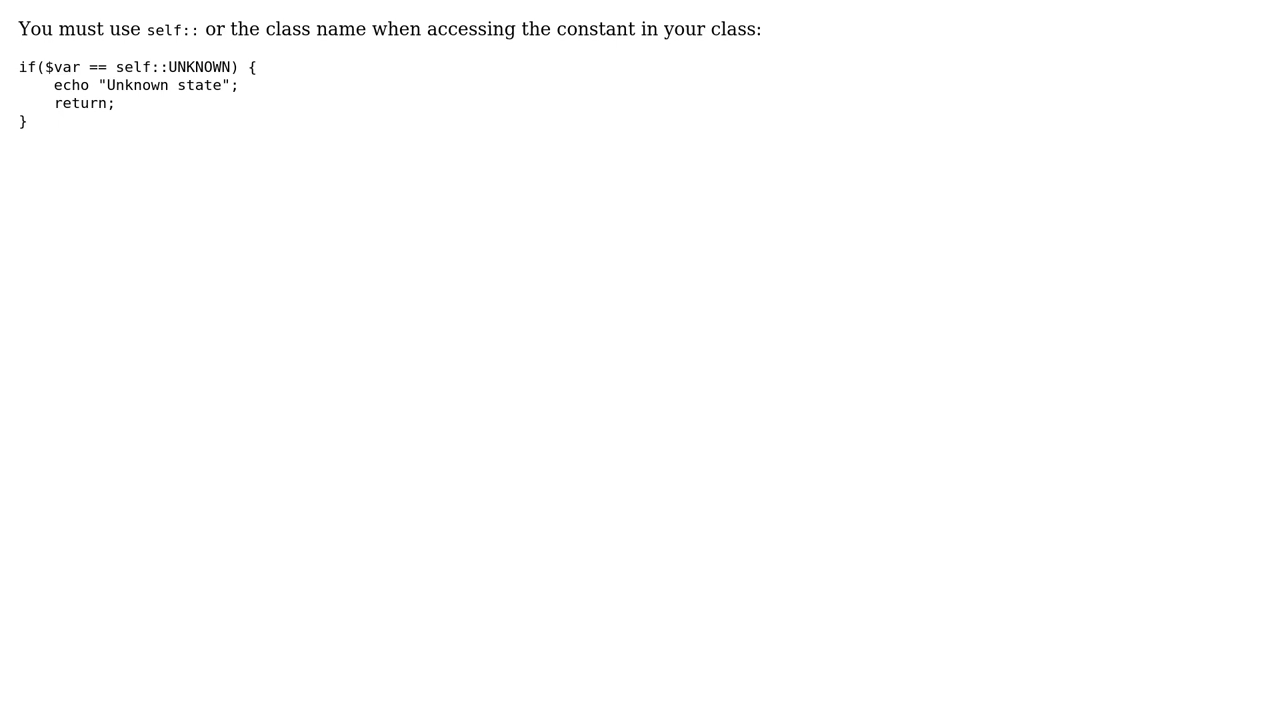 You must use self:: or the class name when accessing the constant in your class:
if($var == self::UNKNOWN) {
    echo "Unknown state";
    return;
}